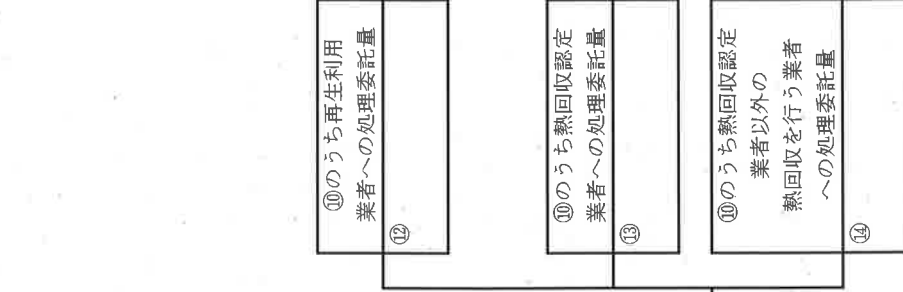 ⑩のうち再生利用
業者への処理委託量
⑫
⑩のうち熱回収認定
業者への処理委託量
⑬
⑩のうち熱回収認定
業者以外の
熱回収を行う業者
への処理委託量
⑭